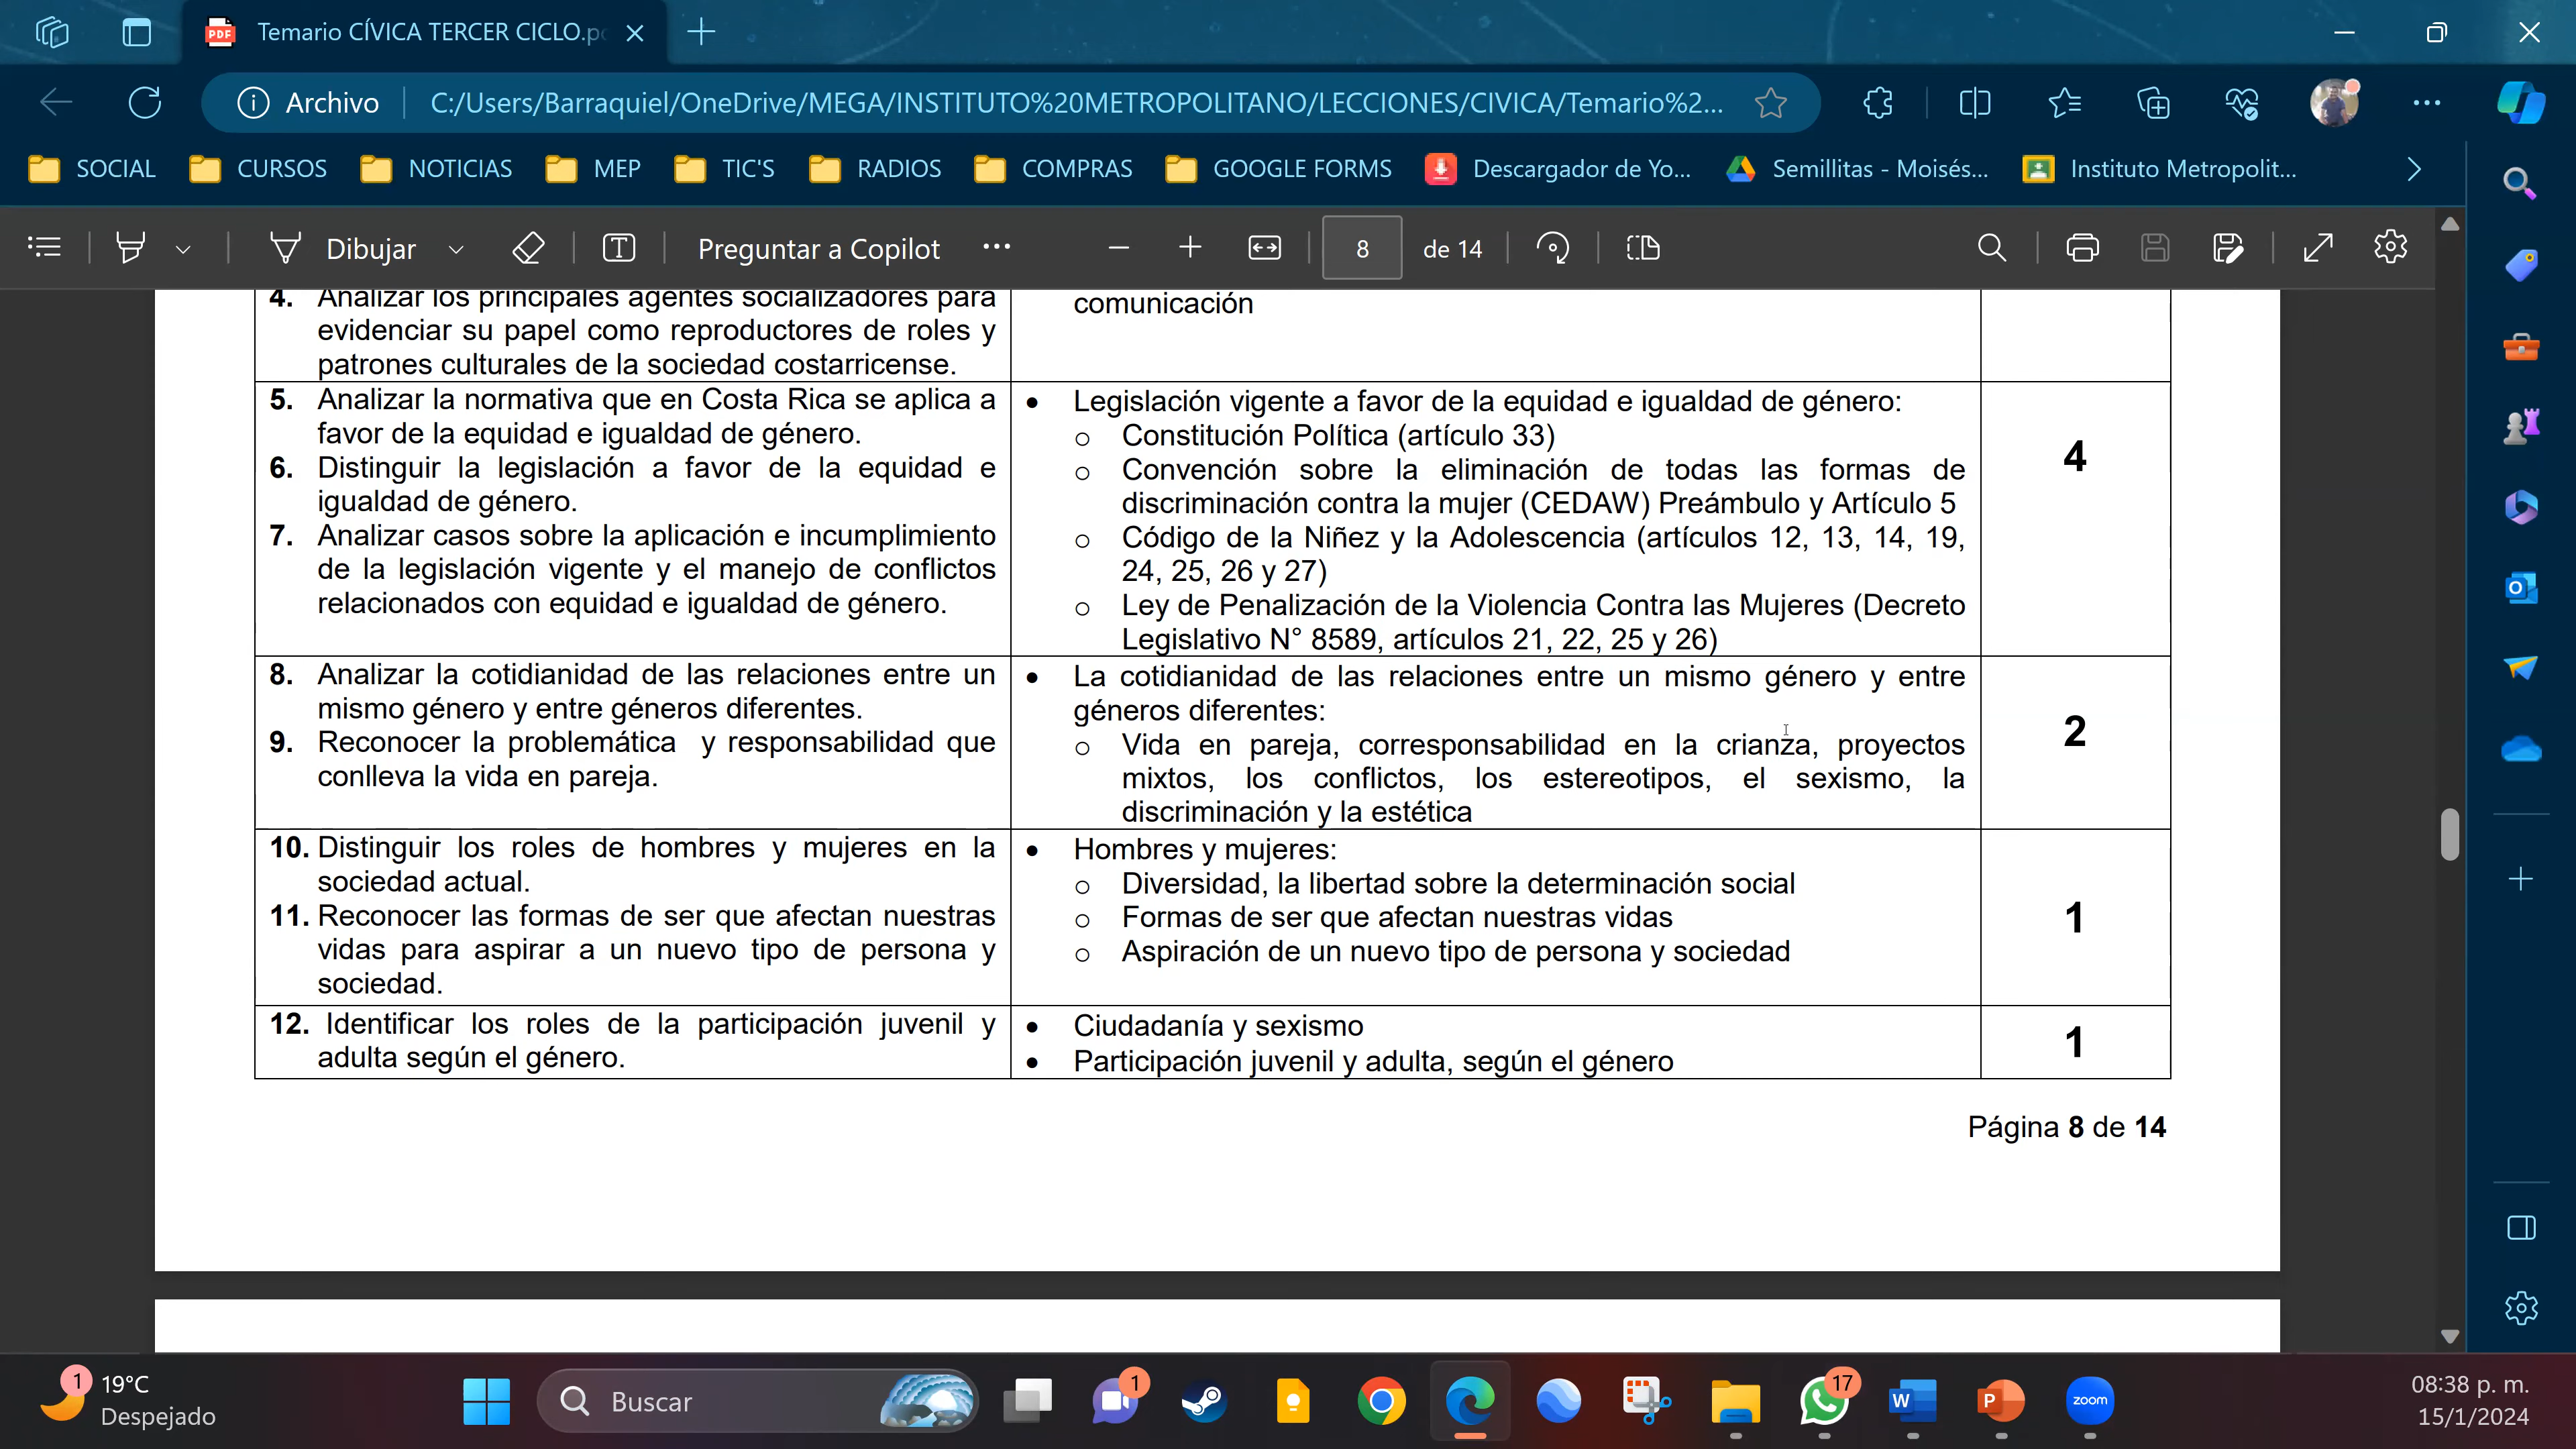 Temario CÍVICA TERCER CICLO.p
Archivo
C:/Users/Barraquiel/OneDrive/MEGA/INSTITUTO%20METROPOLITANO/LECCIONES/CIVICA/Temario%2...
SOCIAL CURSOS NOTICIAS MEP TIC'S RADIOS COMPRAS GOOGLE FORMS Descargador de Yo... Semillitas - Moisés... Instituto Metropolit...
Dibujar Preguntar a Copilot 8 de 14
4. Analizar los principales agentes socializadores para
evidenciar su papel como reproductores de roles y
patrones culturales de la sociedad costarricense.
comunicación
5. Analizar la normativa que en Costa Rica se aplica a
favor de la equidad e igualdad de género.
6. Distinguir la legislación a favor de la equidad e
igualdad de género.
7. Analizar casos sobre la aplicación e incumplimiento
de la legislación vigente y el manejo de conflictos
relacionados con equidad e igualdad de género.
• Legislación vigente a favor de la equidad e igualdad de género:
o Constitución Política (artículo 33)
o Convención sobre la eliminación de todas las formas de
discriminación contra la mujer (CEDAW) Preámbulo y Artículo 5
o Código de la Niñez y la Adolescencia (artículos 12, 13, 14, 19,
24, 25, 26 y 27)
o Ley de Penalización de la Violencia Contra las Mujeres (Decreto
Legislativo N° 8589, artículos 21, 22, 25 y 26)
4
8. Analizar la cotidianidad de las relaciones entre un
mismo género y entre géneros diferentes.
9. Reconocer la problemática y responsabilidad que
conlleva la vida en pareja.
• La cotidianidad de las relaciones entre un mismo género y entre
géneros diferentes:
o Vida en pareja, corresponsabilidad en la crianza, proyectos
mixtos, los conflictos, los estereotipos, el sexismo, la
discriminación y la estética
2
10. Distinguir los roles de hombres y mujeres en la
sociedad actual.
11. Reconocer las formas de ser que afectan nuestras
vidas para aspirar a un nuevo tipo de persona y
sociedad.
• Hombres y mujeres:
o Diversidad, la libertad sobre la determinación social
o Formas de ser que afectan nuestras vidas
o Aspiración de un nuevo tipo de persona y sociedad
1
12. Identificar los roles de la participación juvenil y
adulta según el género.
• Ciudadanía y sexismo
• Participación juvenil y adulta, según el género
1
Página 8 de 14
1
19°C
Despejado
Buscar
1
17
zoom
08:38 p. m.
15/1/2024